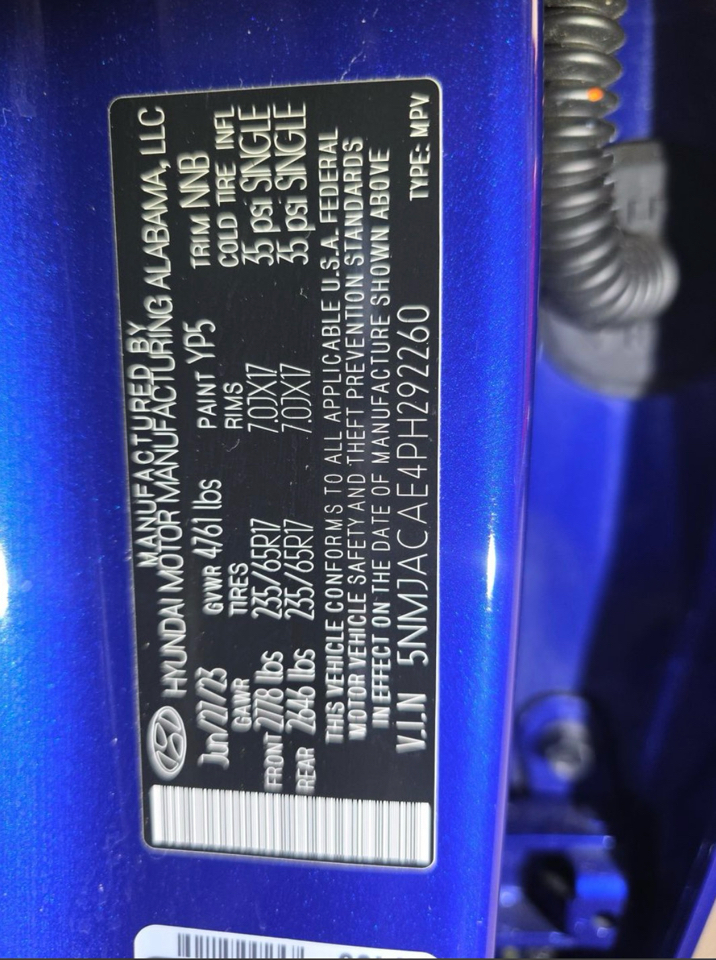 MANUFACTURED BY
HYUNDAI MOTOR MANUFACTURING ALABAMA, LLC
Jun/27/23 GVWR 4761 lbs PAINT YP5 TRIM NNB
GAWR TIRES RIMS COLD TIRE INFL
FRONT 2778 lbs 235/65R17 7.0JX17 35 psi SINGLE
REAR 2646 lbs 235/65R17 7.0JX17 35 psi SINGLE
THIS VEHICLE CONFORMS TO ALL APPLICABLE U.S.A. FEDERAL
MOTOR VEHICLE SAFETY AND THEFT PREVENTION STANDARDS
IN EFFECT ON THE DATE OF MANUFACTURE SHOWN ABOVE
V.I.N 5NMJACAE4PH292260 TYPE: MPV